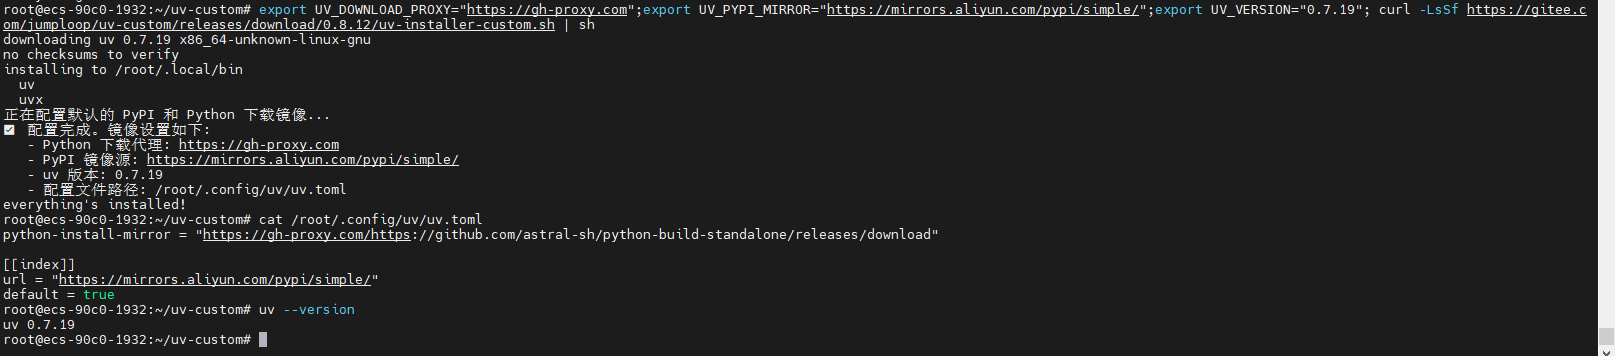 root@ecs-90c0-1932:~/uv-custom# export UV_DOWNLOAD_PROXY="https://gh-proxy.com";export UV_PYPI_MIRROR="https://mirrors.aliyun.com/pypi/simple/";export UV_VERSION="0.7.19"; curl -LsSf https://gitee.c
om/jumploop/uv-custom/releases/download/0.8.12/uv-installer-custom.sh | sh
downloading uv 0.7.19 x86_64-unknown-linux-gnu
no checksums to verify
installing to /root/.local/bin
  uv
  uvx
正在配置默认的 PyPI 和 Python 下载镜像...
✅ 配置完成。镜像设置如下:
   - Python 下载代理: https://gh-proxy.com
   - PyPI 镜像源: https://mirrors.aliyun.com/pypi/simple/
   - uv 版本: 0.7.19
   - 配置文件路径: /root/.config/uv/uv.toml
everything's installed!
root@ecs-90c0-1932:~/uv-custom# cat /root/.config/uv/uv.toml
python-install-mirror = "https://gh-proxy.com/https://github.com/astral-sh/python-build-standalone/releases/download"

[[index]]
url = "https://mirrors.aliyun.com/pypi/simple/"
default = true
root@ecs-90c0-1932:~/uv-custom# uv --version
uv 0.7.19
root@ecs-90c0-1932:~/uv-custom#